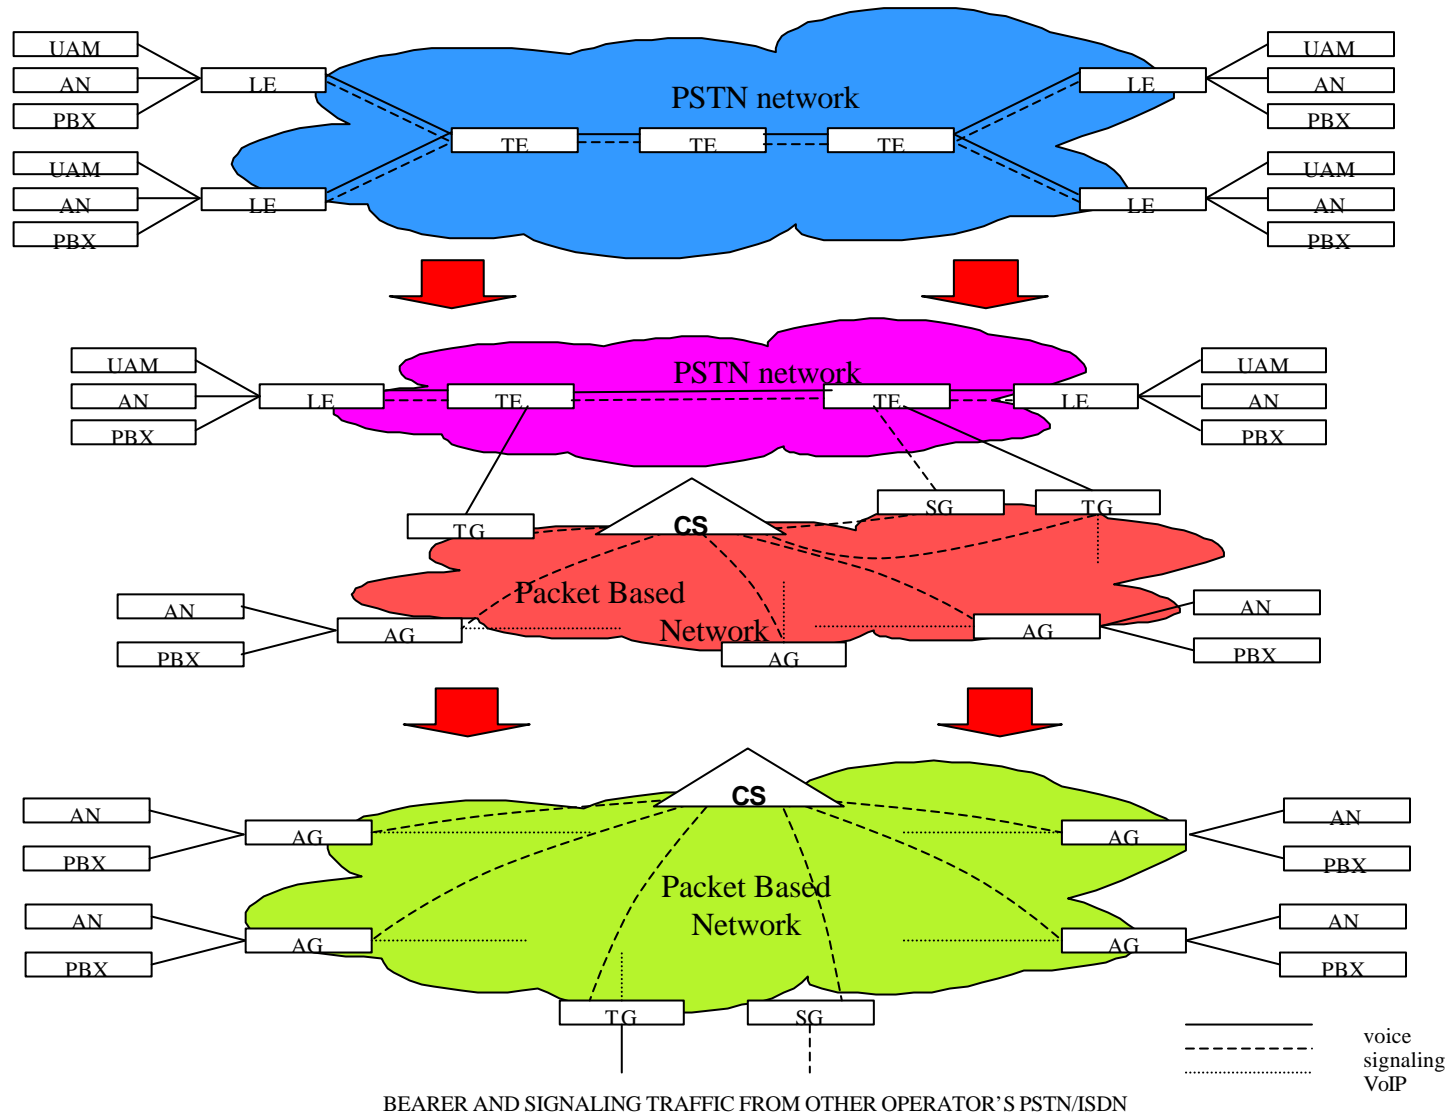 UAM
UAM
AN
LE
LE
AN
PBX
PSTN network
PBX
TE
TE
TE
UAM
UAM
AN
LE
LE
AN
PBX
PBX
UAM
PSTN network
UAM
AN
LE
TE
TE
LE
AN
PBX
PBX
TG
CS
SG
TG
AN
Packet Based
Network
AN
AG
AG
PBX
AG
PBX
CS
AN
AN
AG
AG
PBX
PBX
Packet Based
Network
AN
AN
AG
AG
PBX
PBX
TG
SG
voice
signaling
VoIP
BEARER AND SIGNALING TRAFFIC FROM OTHER OPERATOR'S PSTN/ISDN